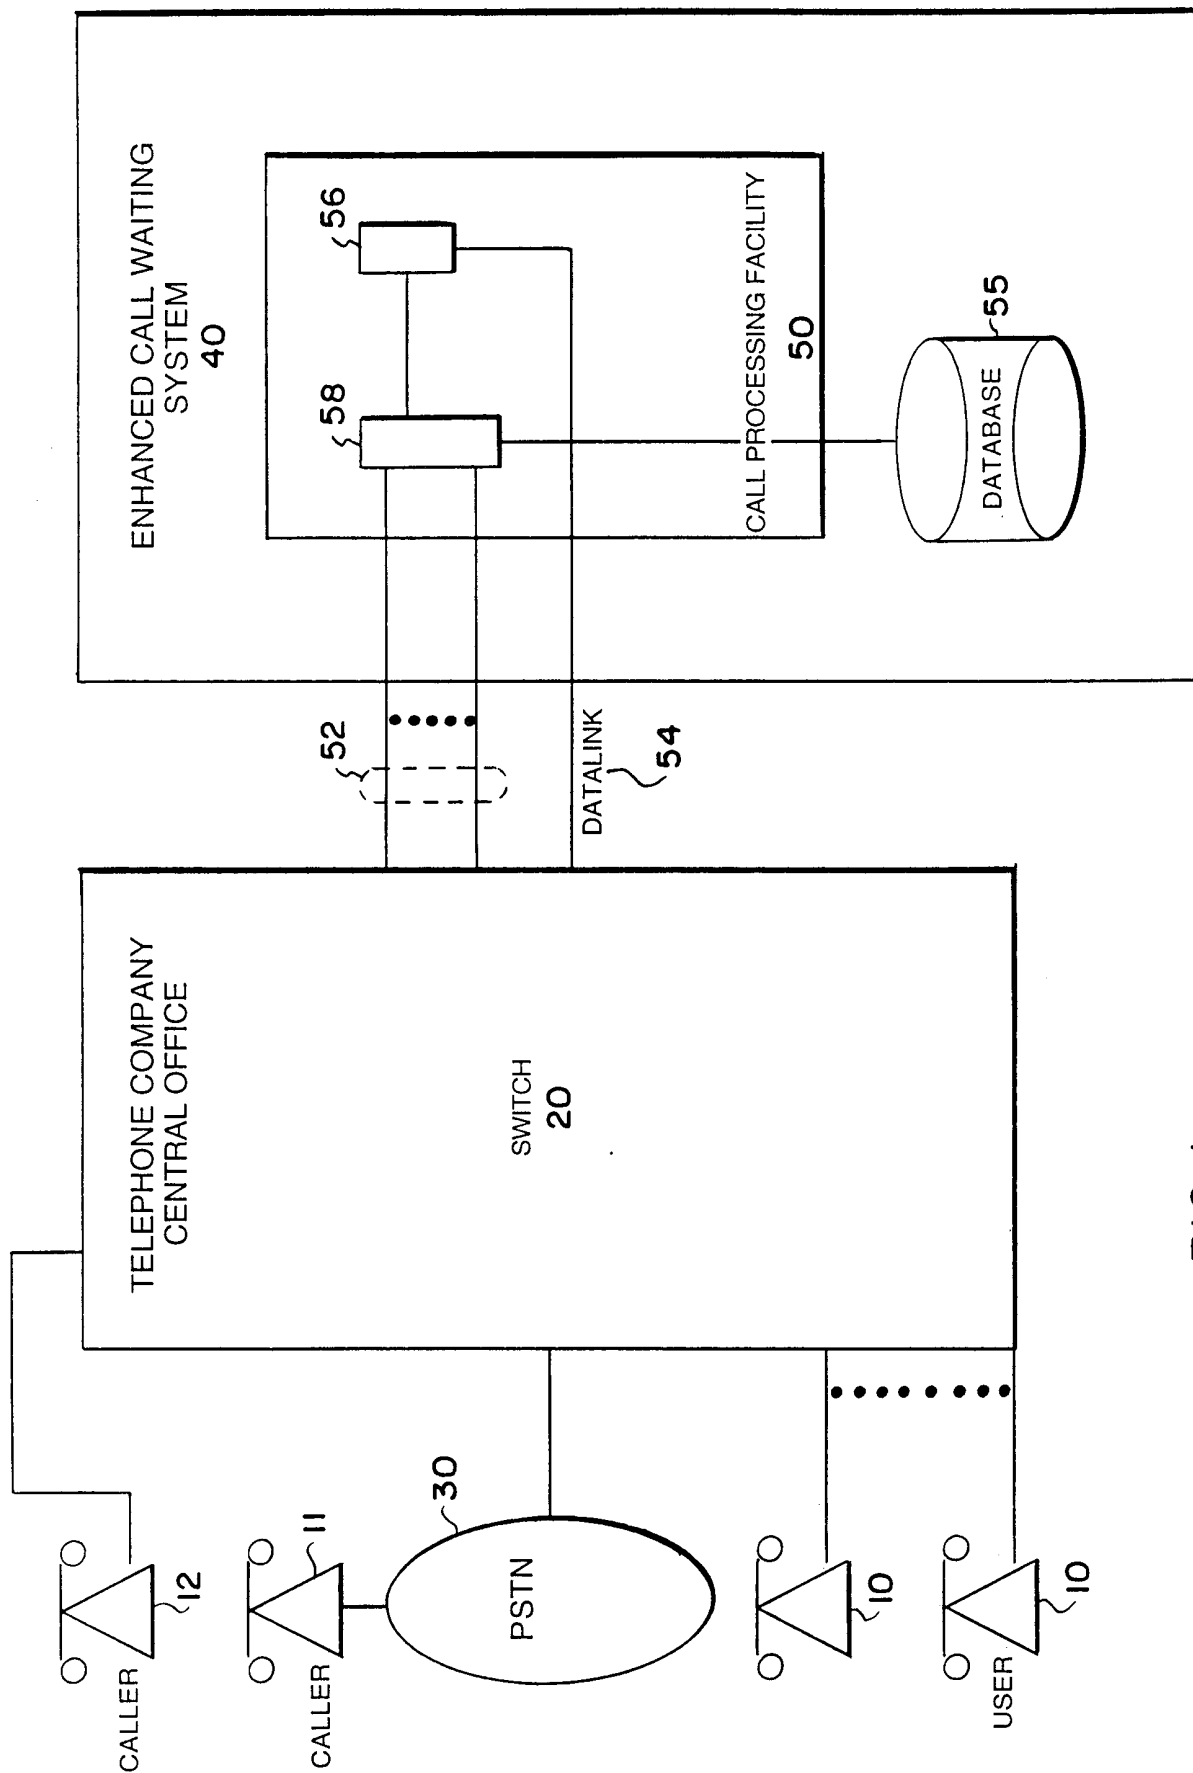 ENHANCED CALL WAITING
SYSTEM
40
56
58
CALL PROCESSING FACILITY
50
DATABASE
55
52
DATALINK
54
TELEPHONE COMPANY
CENTRAL OFFICE
SWITCH
20
CALLER
12
CALLER
11
30
PSTN
10
USER
10